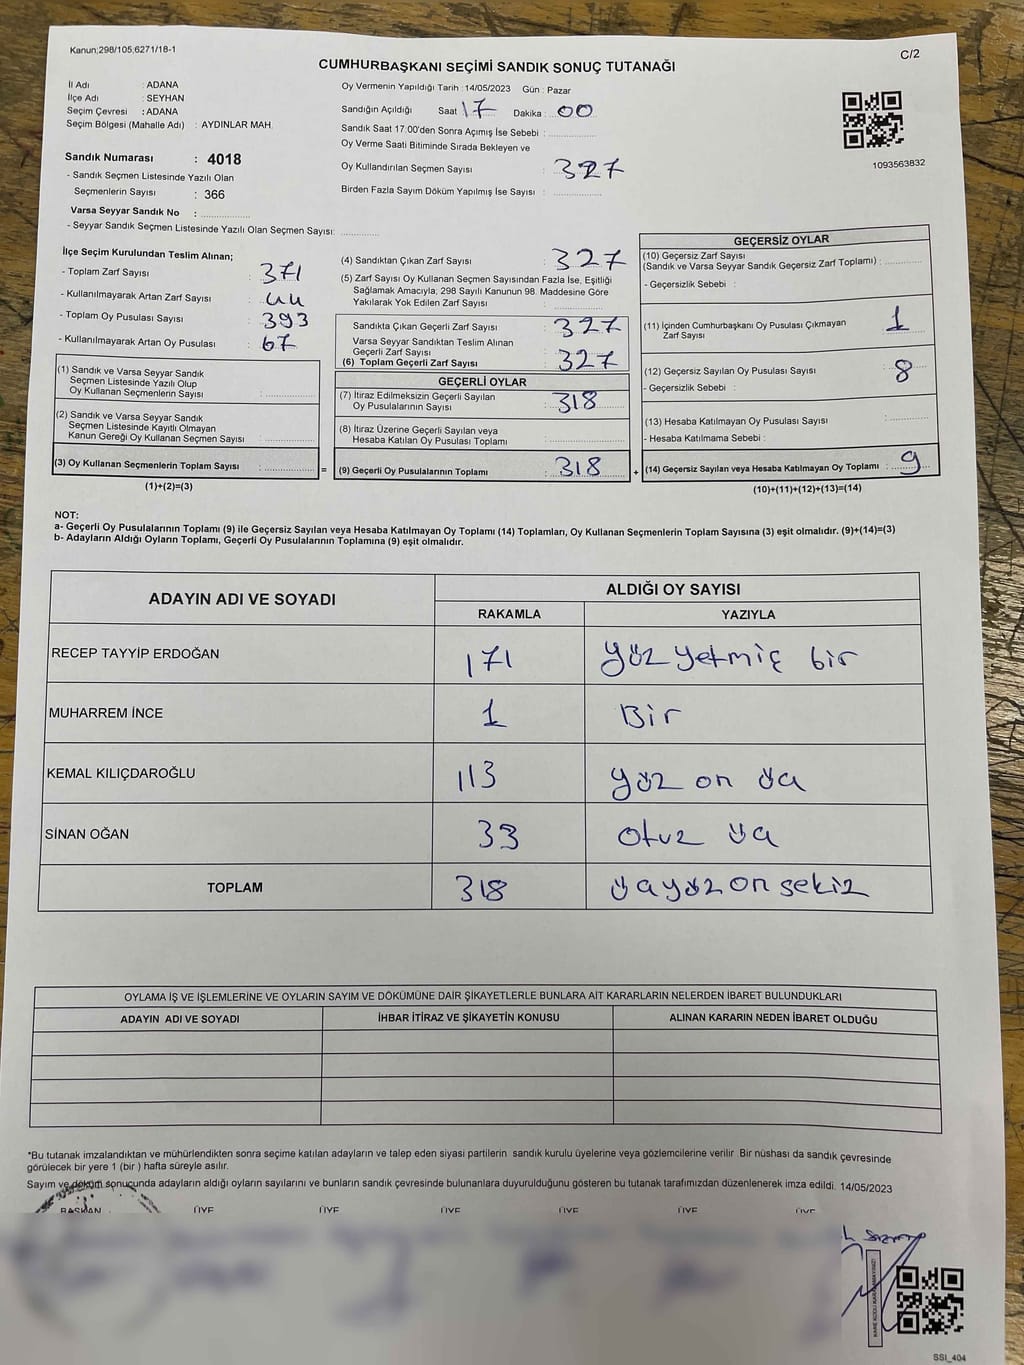 Kanun;298/105;6271/18-1
C/2
CUMHURBAŞKANI SEÇİMİ SANDIK SONUÇ TUTANAĞI
İl Adı : ADANA
İlçe Adı : SEYHAN
Seçim Çevresi : ADANA
Seçim Bölgesi (Mahalle Adı) : AYDINLAR MAH.
Sandık Numarası : 4018
- Sandık Seçmen Listesinde Yazılı Olan
Seçmenlerin Sayısı : 366
Varsa Seyyar Sandık No : ..............
- Seyyar Sandık Seçmen Listesinde Yazılı Olan Seçmen Sayısı: ............
Oy Vermenin Yapıldığı Tarih : 14/05/2023 Gün : Pazar
Sandığın Açıldığı Saat 17 Dakika : 00
Sandık Saat 17:00'den Sonra Açımış İse Sebebi : ..............
Oy Verme Saati Bitiminde Sırada Bekleyen ve
Oy Kullandırılan Seçmen Sayısı : 327
Birden Fazla Sayım Döküm Yapılmış İse Sayısı : ..............
1093563832
İlçe Seçim Kurulundan Teslim Alınan;
- Toplam Zarf Sayısı : 371
- Kullanılmayarak Artan Zarf Sayısı : 44
- Toplam Oy Pusulası Sayısı : 393
- Kullanılmayarak Artan Oy Pusulası : 67
(1) Sandık ve Varsa Seyyar Sandık
Seçmen Listesinde Yazılı Olup
Oy Kullanan Seçmenlerin Sayısı : ..............
(2) Sandık ve Varsa Seyyar Sandık
Seçmen Listesinde Kayıtlı Olmayan
Kanun Gereği Oy Kullanan Seçmen Sayısı : ..............
(3) Oy Kullanan Seçmenlerin Toplam Sayısı : .............. =
(1)+(2)=(3)
(4) Sandıktan Çıkan Zarf Sayısı : 327
(5) Zarf Sayısı Oy Kullanan Seçmen Sayısından Fazla İse, Eşitliği
Sağlamak Amacıyla; 298 Sayılı Kanunun 98. Maddesine Göre
Yakılarak Yok Edilen Zarf Sayısı : ..............
Sandıkta Çıkan Geçerli Zarf Sayısı : 327
Varsa Seyyar Sandıktan Teslim Alınan
Geçerli Zarf Sayısı :
(6) Toplam Geçerli Zarf Sayısı : 327
GEÇERLİ OYLAR
(7) İtiraz Edilmeksizin Geçerli Sayılan
Oy Pusulalarının Sayısı : 318
(8) İtiraz Üzerine Geçerli Sayılan veya
Hesaba Katılan Oy Pusulası Toplamı : ..............
(9) Geçerli Oy Pusulalarının Toplamı : 318 +
GEÇERSİZ OYLAR
(10) Geçersiz Zarf Sayısı
(Sandık ve Varsa Seyyar Sandık Geçersiz Zarf Toplamı) : ..............
- Geçersizlik Sebebi :
(11) İçinden Cumhurbaşkanı Oy Pusulası Çıkmayan
Zarf Sayısı : 1
(12) Geçersiz Sayılan Oy Pusulası Sayısı : 8
- Geçersizlik Sebebi :
(13) Hesaba Katılmayan Oy Pusulası Sayısı : ..............
- Hesaba Katılmama Sebebi :
(14) Geçersiz Sayılan veya Hesaba Katılmayan Oy Toplamı : 9
(10)+(11)+(12)+(13)=(14)
NOT:
a- Geçerli Oy Pusulalarının Toplamı (9) ile Geçersiz Sayılan veya Hesaba Katılmayan Oy Toplamı (14) Toplamları, Oy Kullanan Seçmenlerin Toplam Sayısına (3) eşit olmalıdır. (9)+(14)=(3)
b- Adayların Aldığı Oyların Toplamı, Geçerli Oy Pusulalarının Toplamına (9) eşit olmalıdır.
ADAYIN ADI VE SOYADI ALDIĞI OY SAYISI
RAKAMLA YAZIYLA
RECEP TAYYİP ERDOĞAN 171 yüz yetmiş bir
MUHARREM İNCE 1 Bir
KEMAL KILIÇDAROĞLU 113 yüz on üç
SİNAN OĞAN 33 otuz üç
TOPLAM 318 üçyüz on sekiz
OYLAMA İŞ VE İŞLEMLERİNE VE OYLARIN SAYIM VE DÖKÜMÜNE DAİR ŞİKAYETLERLE BUNLARA AİT KARARLARIN NELERDEN İBARET BULUNDUKLARI
ADAYIN ADI VE SOYADI İHBAR İTİRAZ VE ŞİKAYETİN KONUSU ALINAN KARARIN NEDEN İBARET OLDUĞU
*Bu tutanak imzalandıktan ve mühürlendikten sonra seçime katılan adayların ve talep eden siyasi partilerin sandık kurulu üyelerine veya gözlemcilerine verilir Bir nüshası da sandık çevresinde
görülecek bir yere 1 (bir ) hafta süreyle asılır.
Sayım ve döküm sonucunda adayların aldığı oyların sayılarını ve bunların sandık çevresinde bulunanlara duyurulduğunu gösteren bu tutanak tarafımızdan düzenlenerek imza edildi. 14/05/2023
BAŞKAN ÜYE ÜYE ÜYE ÜYE ÜYE ÜYE
SSI_404